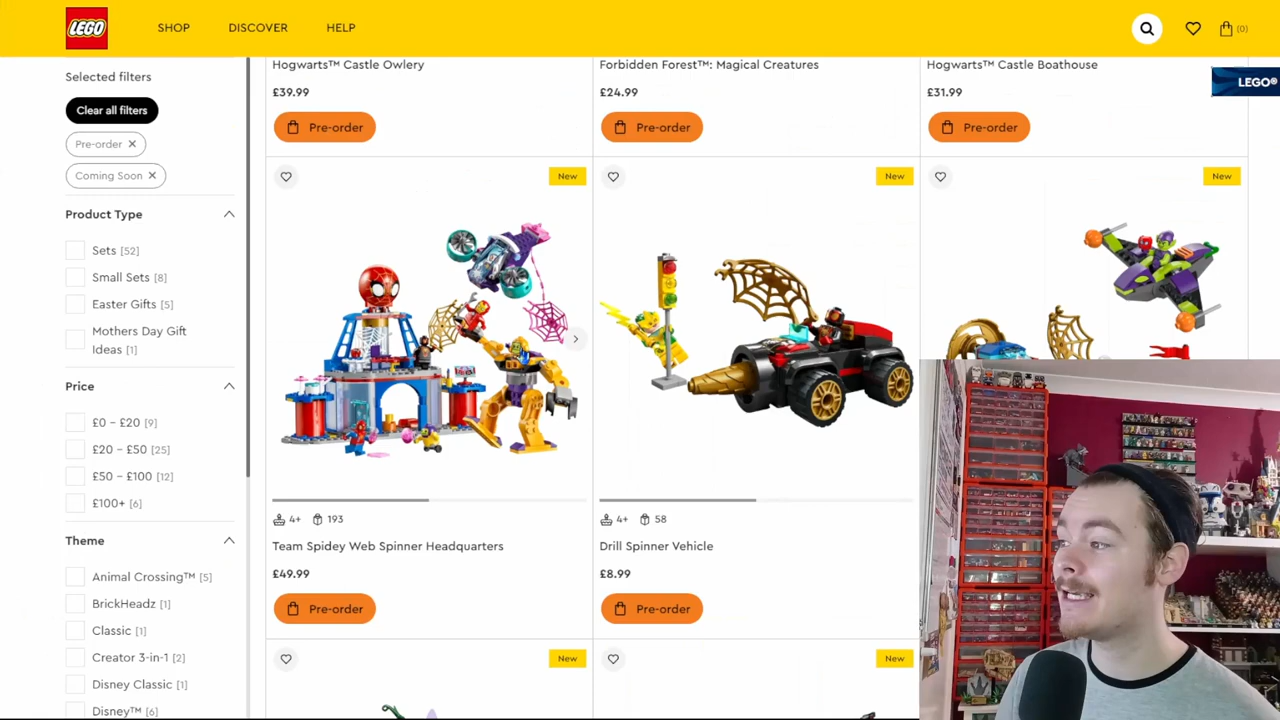 LEGO
SHOP
DISCOVER
HELP
(0)
LEGO®
Selected filters
Clear all filters
Pre-order ✕
Coming Soon ✕
Product Type
Sets [52]
Small Sets [8]
Easter Gifts [5]
Mothers Day Gift
Ideas [1]
Price
£0 – £20 [9]
£20 – £50 [25]
£50 – £100 [12]
£100+ [6]
Theme
Animal Crossing™ [5]
BrickHeadz [1]
Classic [1]
Creator 3-in-1 [2]
Disney Classic [1]
Disney™ [6]
Hogwarts™ Castle Owlery
£39.99
Pre-order
Forbidden Forest™: Magical Creatures
£24.99
Pre-order
Hogwarts™ Castle Boathouse
£31.99
Pre-order
New
4+ 193
Team Spidey Web Spinner Headquarters
£49.99
Pre-order
New
4+ 58
Drill Spinner Vehicle
£8.99
Pre-order
New
New
New